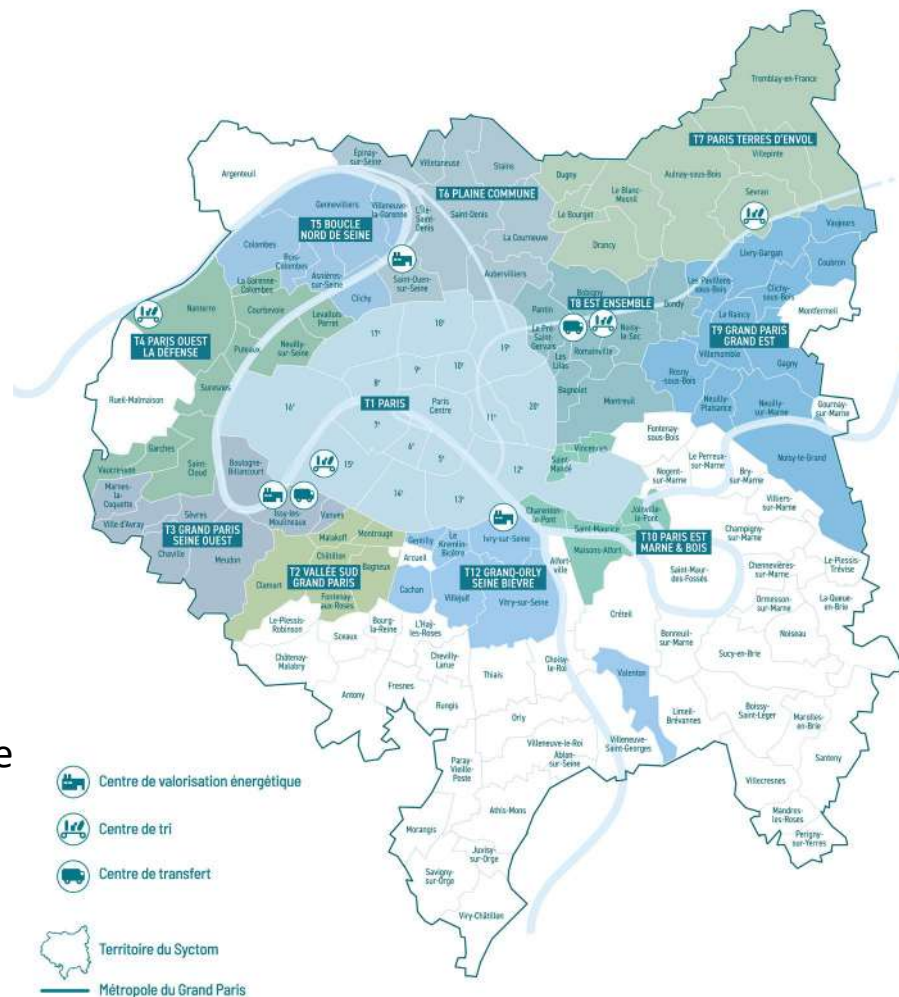 Tremblay-en-France
T7 PARIS TERRES D'ENVOL
Villepinte
Épinay-
sur-Seine
Villetaneuse
Stains
Argenteuil
Dugny
Aulnay-sous-Bois
T6 PLAINE COMMUNE
Le Blanc-
Mesnil
Sevran
Gennevilliers
Villeneuve-
la-Garenne
L'Île-
Saint-
Denis
Saint-Denis
Le Bourget
T5 BOUCLE
NORD DE SEINE
Vaujours
Colombes
La Courneuve
Drancy
Livry-Gargan
Bois-
Colombes
Asnières-
sur-Seine
Coubron
Saint-Ouen-
sur-Seine
Aubervilliers
Les Pavillons-
sous-Bois
Clichy-
sous-Bois
La Garenne-
Colombes
Bobigny
Clichy
T8 EST ENSEMBLE
Bondy
Montfermeil
Nanterre
Courbevoie
Levallois
Perret
Pantin
Le Pré
Saint-
Gervais
Noisy-
le-Sec
Le Raincy
T9 GRAND PARIS
GRAND EST
T4 PARIS OUEST
LA DÉFENSE
Puteaux
Neuilly-
sur-Seine
17e
18e
19e
Les
Lilas
Romainville
Villemomble
Gagny
Suresnes
8e
9e
10e
Rosny
-sous-Bois
Rueil-Malmaison
T1 PARIS
Paris
Centre
Bagnolet
Montreuil
Neuilly-
Plaisance
Neuilly-
sur-Marne
Gournay-
sur-Marne
16e
7e
11e
20e
Garches
Fontenay-
sous-Bois
Vaucresson
Saint-
Cloud
Boulogne-
Billancourt
15e
6e
5e
12e
Saint-
Mandé
Vincennes
Le Perreux-
sur-Marne
Noisy-le-Grand
Marnes-
la-
Coquette
Nogent-
sur-Marne
Bry-
sur-Marne
14e
13e
Ville d'Avray
Sèvres
Issy-les-
Moulineaux
Vanves
Charenton-
le-Pont
Joinville-
le-Pont
Villiers-
sur-Marne
T3 GRAND PARIS
SEINE OUEST
Malakoff
Montrouge
Gentilly
Le
Kremlin-
Bicêtre
Ivry-sur-Seine
Saint-Maurice
Champigny-
sur-Marne
T10 PARIS EST
MARNE & BOIS
Chaville
Meudon
Châtillon
Arcueil
Maisons-Alfort
Le-Plessis-
Trévise
T2 VALLÉE SUD
GRAND PARIS
Bagneux
T12 GRAND-ORLY
SEINE BIÈVRE
Alfort-
ville
Saint-Maur-
des-Fossés
Chennevières-
sur-Marne
Clamart
Fontenay-
aux-Roses
Cachan
Villejuif
Vitry-sur-Seine
Ormesson-
sur-Marne
La-Queue-
en-Brie
Le-Plessis-
Robinson
Bourg-
la-Reine
L'Haÿ-
les-Roses
Créteil
Sceaux
Bonneuil-
sur-Marne
Noiseau
Châtenay-
Malabry
Chevilly-
Larue
Choisy-
le-Roi
Sucy-en-Brie
Thiais
Antony
Fresnes
Valenton
Rungis
Limeil-
Brévannes
Boissy-
Saint-Léger
Marolles-
en-Brie
Orly
Villeneuve-le-Roi
Villeneuve-
Saint-Georges
Santeny
e
Paray-
Vieille-
Poste
Ablon-
sur-Seine
Villecresnes
Athis-Mons
Mandres-
les-Roses
Morangis
Perigny-
sur-Yerres
Juvisy-
sur-Orge
Savigny-
sur-Orge
Viry-Châtillon
Centre de valorisation énergétique
Centre de tri
Centre de transfert
Territoire du Syctom
Métropole du Grand Paris